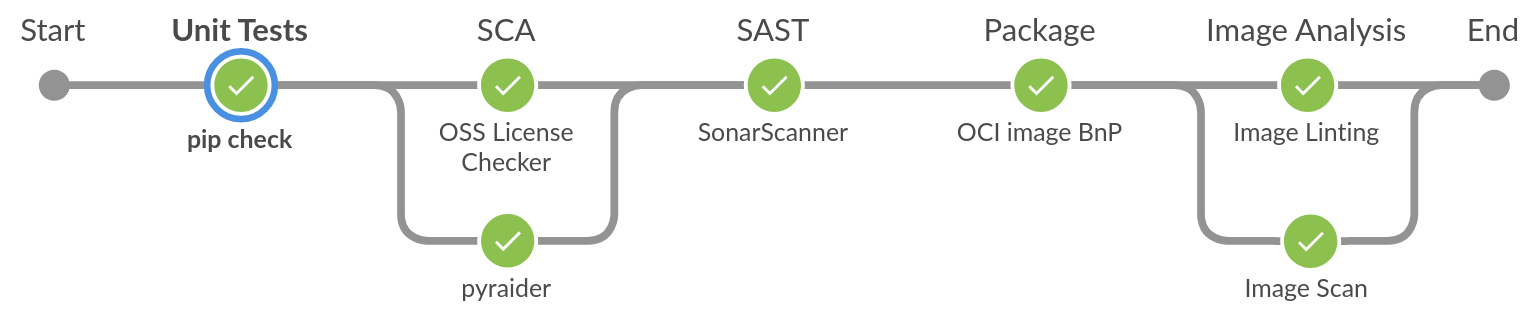 Start
Unit Tests
SCA
SAST
Package
Image Analysis
End
pip check
OSS License
Checker
SonarScanner
OCI image BnP
Image Linting
pyraider
Image Scan